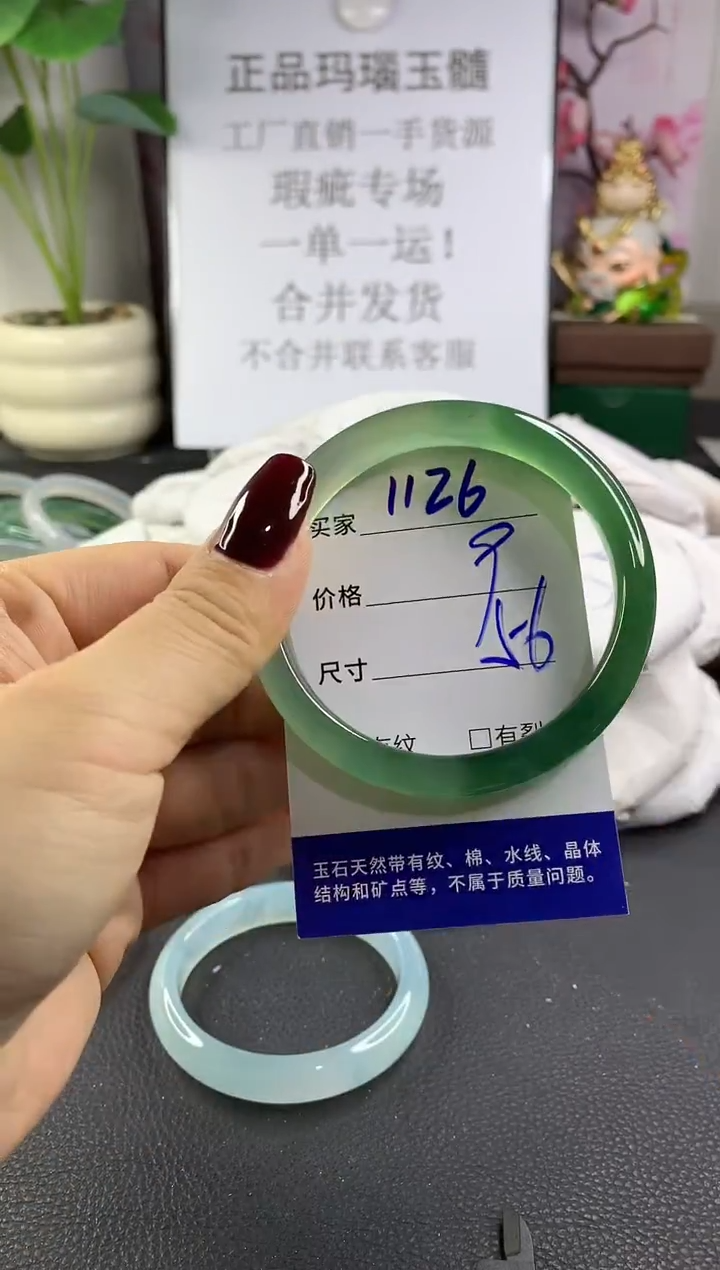 正品玛瑙玉髓
工厂直销一手货源
瑕疵专场
一单一运！
合并发货
不合并联系客服
买家 1126
价格
尺寸 56
有纹 □有裂
玉石天然带有纹、棉、水线、晶体
结构和矿点等，不属于质量问题。